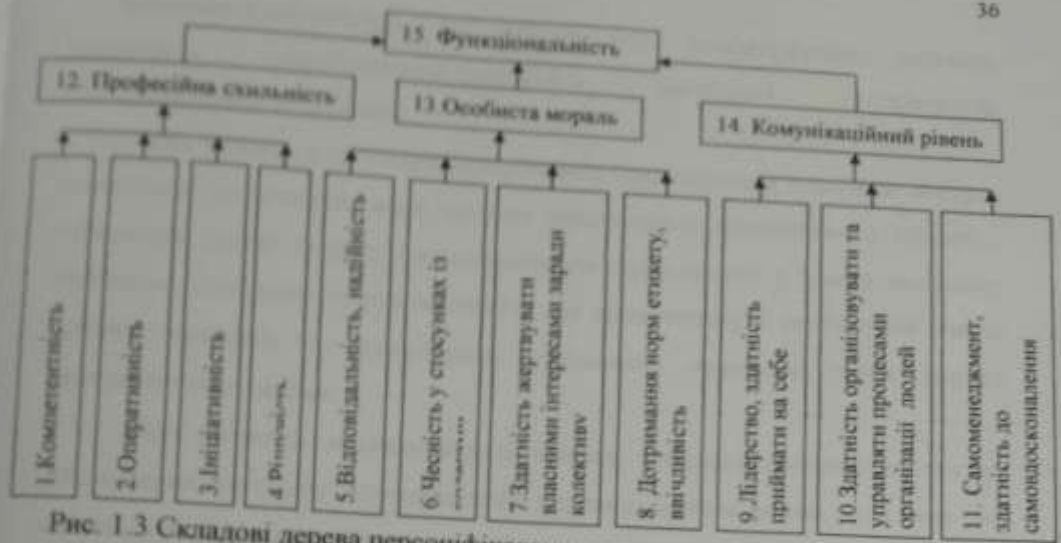 36
15 Функціональність
12. Професійна схильність
13 Особиста мораль
14. Комунікаційний рівень
1.Компетентність
2.Оперативність
3.Ініціативність
4
5 Відповідальність, надійність
6 Чесність у стосунках із
7.Здатність жертвувати
власними інтересами заради
колективу
8. Дотримання норм етикету,
ввічливість
9.Лідерство, здатність
приймати на себе
10.Здатність організовувати та
управляти процесами
організації людей
11. Самоменеджмент,
здатність до
самовдосконалення
Рис. 1.3 Складові дерева